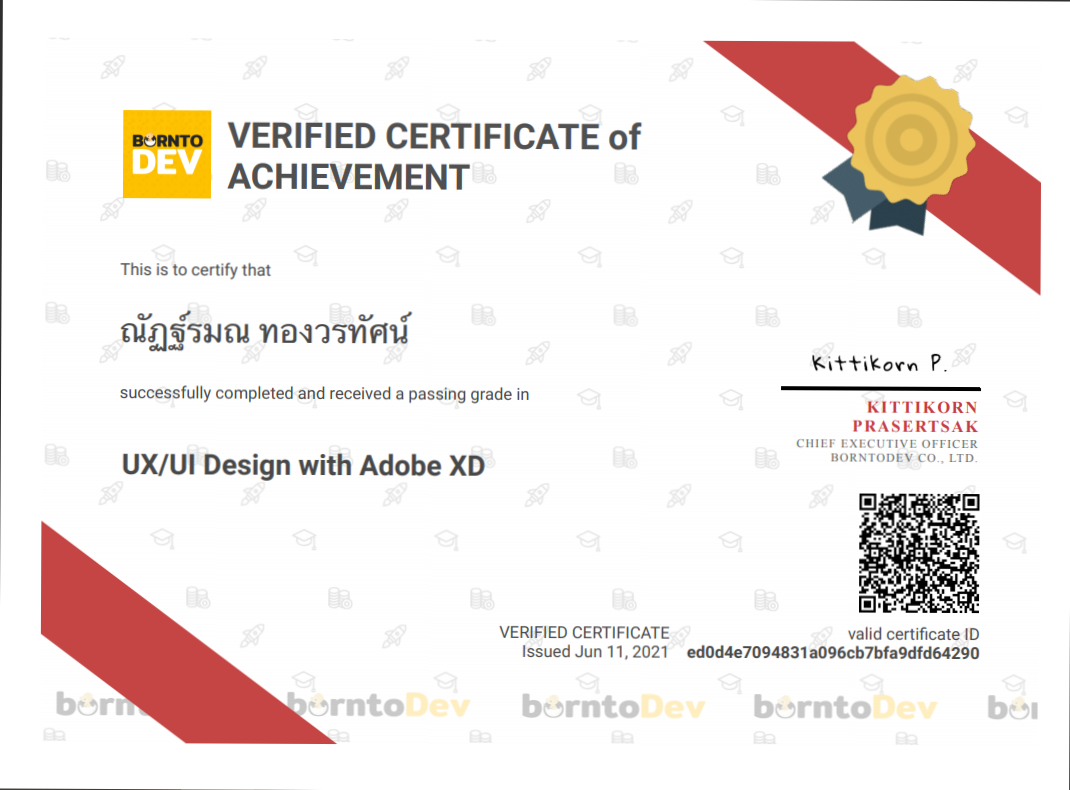 BORNTO
DEV
VERIFIED CERTIFICATE of
ACHIEVEMENT
This is to certify that
ณัฏฐ์รมณ ทองวรทัศน์
successfully completed and received a passing grade in
UX/UI Design with Adobe XD
Kittikorn P.
KITTIKORN
PRASERTSAK
CHIEF EXECUTIVE OFFICER
BORNTODEV CO., LTD.
VERIFIED CERTIFICATE
Issued Jun 11, 2021
valid certificate ID
ed0d4e7094831a096cb7bfa9dfd64290
borntoDev borntoDev borntoDev